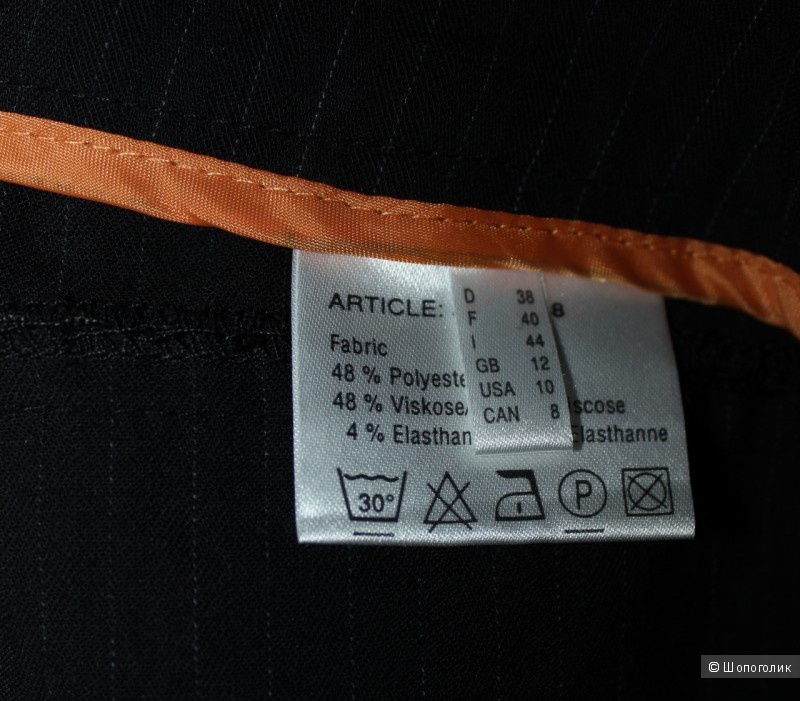 ARTICLE: 8
Fabric
48 % Polyeste
48 % Viskose/ scose
4 % Elasthan Elasthanne
D 38
F 40
I 44
GB 12
USA 10
CAN 8
30°
P
© Шопоголик